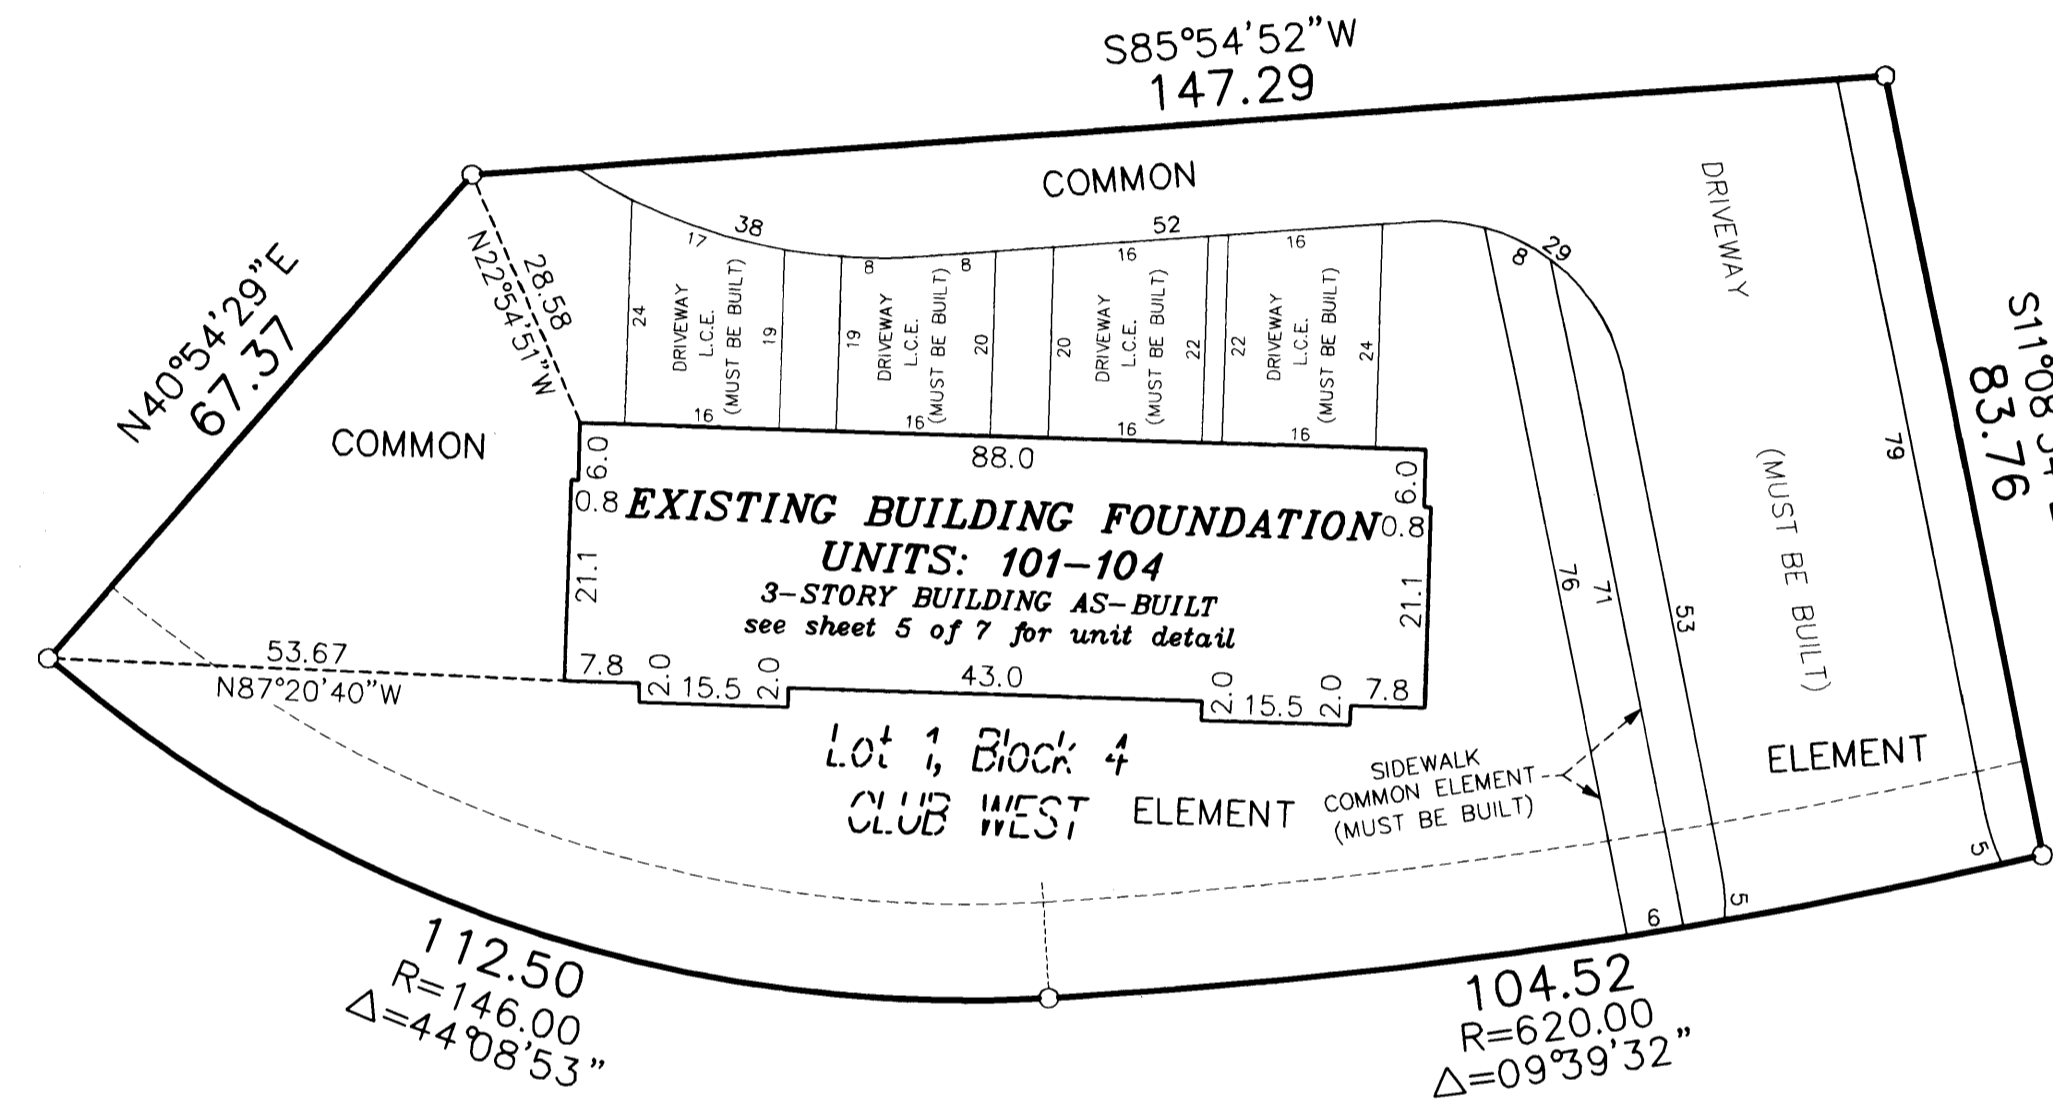 S85°54'52"W
147.29
COMMON
DRIVEWAY
(MUST BE BUILT)
79
83.76
N40°54'29"E
67.37
28.58
N22°54'51"W
COMMON
38
52
29
17
24
DRIVEWAY
L.C.E.
(MUST BE BUILT)
19
16
8
8
19
DRIVEWAY
L.C.E.
(MUST BE BUILT)
20
16
16
20
DRIVEWAY
L.C.E.
(MUST BE BUILT)
22
16
16
22
DRIVEWAY
L.C.E.
(MUST BE BUILT)
24
16
8
88.0
6.0
6.0
0.8
0.8
EXISTING BUILDING FOUNDATION
UNITS: 101-104
3-STORY BUILDING AS-BUILT
see sheet 5 of 7 for unit detail
21.1
21.1
7.8
2.0
15.5
2.0
43.0
2.0
15.5
2.0
7.8
76
71
53
53.67
N87°20'40"W
Lot 1, Block 4
CLUB WEST
ELEMENT
SIDEWALK
COMMON ELEMENT
(MUST BE BUILT)
ELEMENT
5
5
6
112.50
R=146.00
Δ=44°08'53"
104.52
R=620.00
Δ=09°39'32"